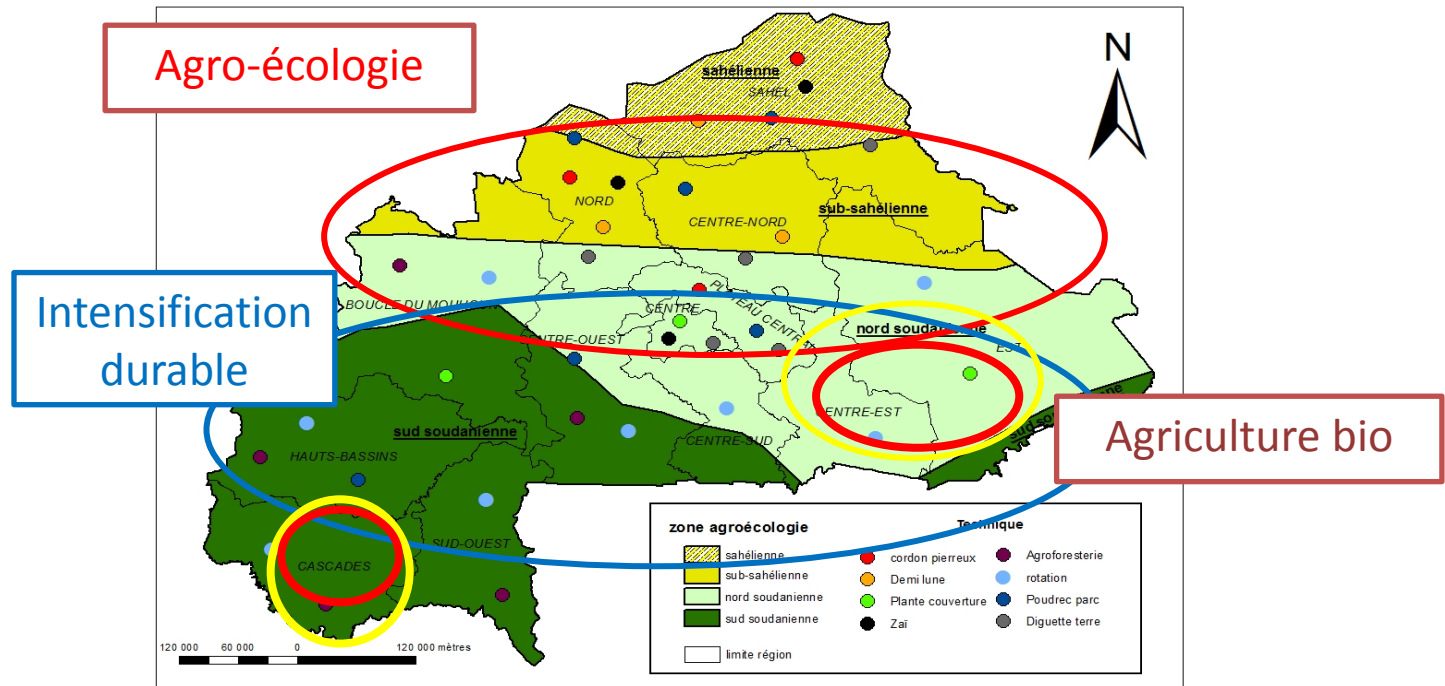 Agro-écologie
N
sahélienne
SAHEL
NORD
CENTRE-NORD
sub-sahélienne
Intensification
durable
BOUCLE DU MOUHOU
CENTRE
PLATEAU CENTRAL
CENTRE-OUEST
nord soudanienne
EST
CENTRE-EST
sud soudanienne
CENTRE-SUD
HAUTS-BASSINS
Agriculture bio
SUD-OUEST
CASCADES
zone agroécologie
sahélienne
sub-sahélienne
nord soudanienne
sud soudanienne
limite région
Technique
cordon pierreux
Demi lune
Plante couverture
Zaï
Agroforesterie
rotation
Poudrec parc
Diguette terre
120 000 60 000 0 120 000 mètres